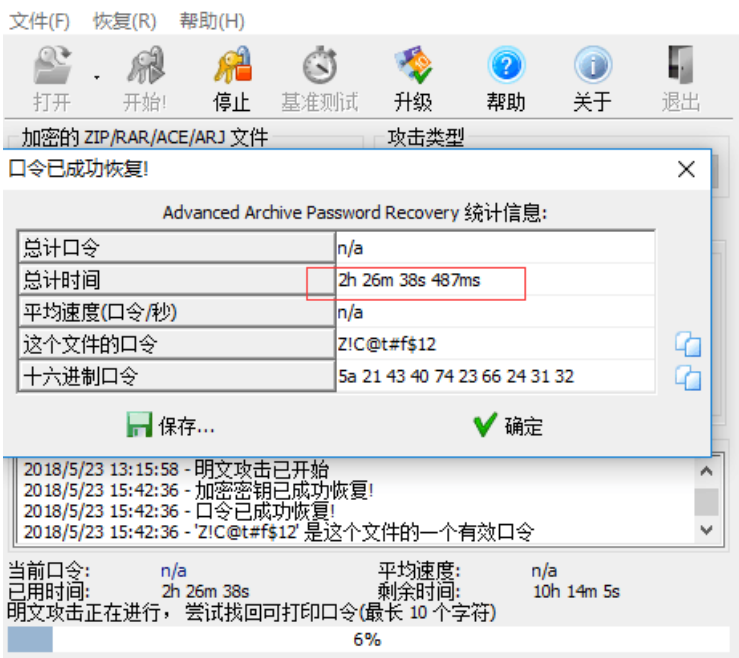 文件(F) 恢复(R) 帮助(H)
打开 开始! 停止 基准测试 升级 帮助 关于 退出
加密的 ZIP/RAR/ACE/ARJ 文件 攻击类型
口令已成功恢复!
Advanced Archive Password Recovery 统计信息:
总计口令 n/a
总计时间 2h 26m 38s 487ms
平均速度(口令/秒) n/a
这个文件的口令 Z!C@t#f$12
十六进制口令 5a 21 43 40 74 23 66 24 31 32
保存... 确定
2018/5/23 13:15:58 - 明文攻击已开始
2018/5/23 15:42:36 - 加密密钥已成功恢复!
2018/5/23 15:42:36 - 口令已成功恢复!
2018/5/23 15:42:36 - 'Z!C@t#f$12' 是这个文件的一个有效口令
当前口令: n/a 平均速度: n/a
已用时间: 2h 26m 38s 剩余时间: 10h 14m 5s
明文攻击正在进行，尝试找回可打印口令(最长 10 个字符)
6%